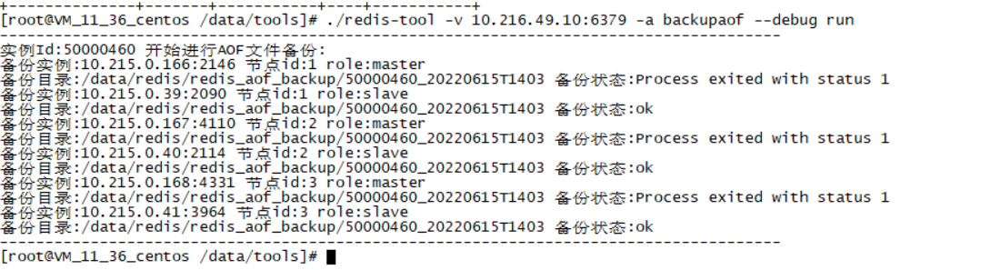 +--------------+-------+------------+----+-----------+
[root@VM_11_36_centos /data/tools]# ./redis-tool -v 10.216.49.10:6379 -a backupaof --debug run
--------------------------------------------------------------------------------------
实例Id:50000460 开始进行AOF文件备份:
备份实例:10.215.0.166:2146 节点id:1 role:master
备份目录:/data/redis/redis_aof_backup/50000460_20220615T1403 备份状态:Process exited with status 1
备份实例:10.215.0.39:2090 节点id:1 role:slave
备份目录:/data/redis/redis_aof_backup/50000460_20220615T1403 备份状态:ok
备份实例:10.215.0.167:4110 节点id:2 role:master
备份目录:/data/redis/redis_aof_backup/50000460_20220615T1403 备份状态:Process exited with status 1
备份实例:10.215.0.40:2114 节点id:2 role:slave
备份目录:/data/redis/redis_aof_backup/50000460_20220615T1403 备份状态:ok
备份实例:10.215.0.168:4331 节点id:3 role:master
备份目录:/data/redis/redis_aof_backup/50000460_20220615T1403 备份状态:Process exited with status 1
备份实例:10.215.0.41:3964 节点id:3 role:slave
备份目录:/data/redis/redis_aof_backup/50000460_20220615T1403 备份状态:ok
--------------------------------------------------------------------------------------
[root@VM_11_36_centos /data/tools]#